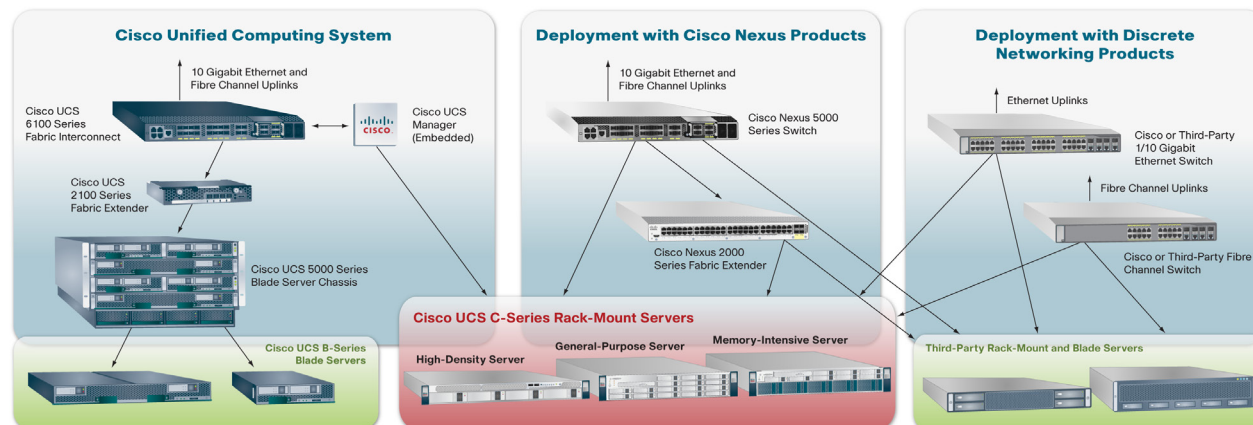 Cisco Unified Computing System
10 Gigabit Ethernet and
Fibre Channel Uplinks
Cisco UCS
6100 Series
Fabric Interconnect
CISCO
Cisco UCS
Manager
(Embedded)
Cisco UCS
2100 Series
Fabric Extender
Cisco UCS 5000 Series
Blade Server Chassis
Cisco UCS B-Series
Blade Servers
Deployment with Cisco Nexus Products
10 Gigabit Ethernet and
Fibre Channel Uplinks
Cisco Nexus 5000
Series Switch
Cisco Nexus 2000
Series Fabric Extender
Cisco UCS C-Series Rack-Mount Servers
High-Density Server
General-Purpose Server
Memory-Intensive Server
Deployment with Discrete
Networking Products
Ethernet Uplinks
Cisco or Third-Party
1/10 Gigabit
Ethernet Switch
Fibre Channel Uplinks
Cisco or Third-Party Fibre
Channel Switch
Third-Party Rack-Mount and Blade Servers